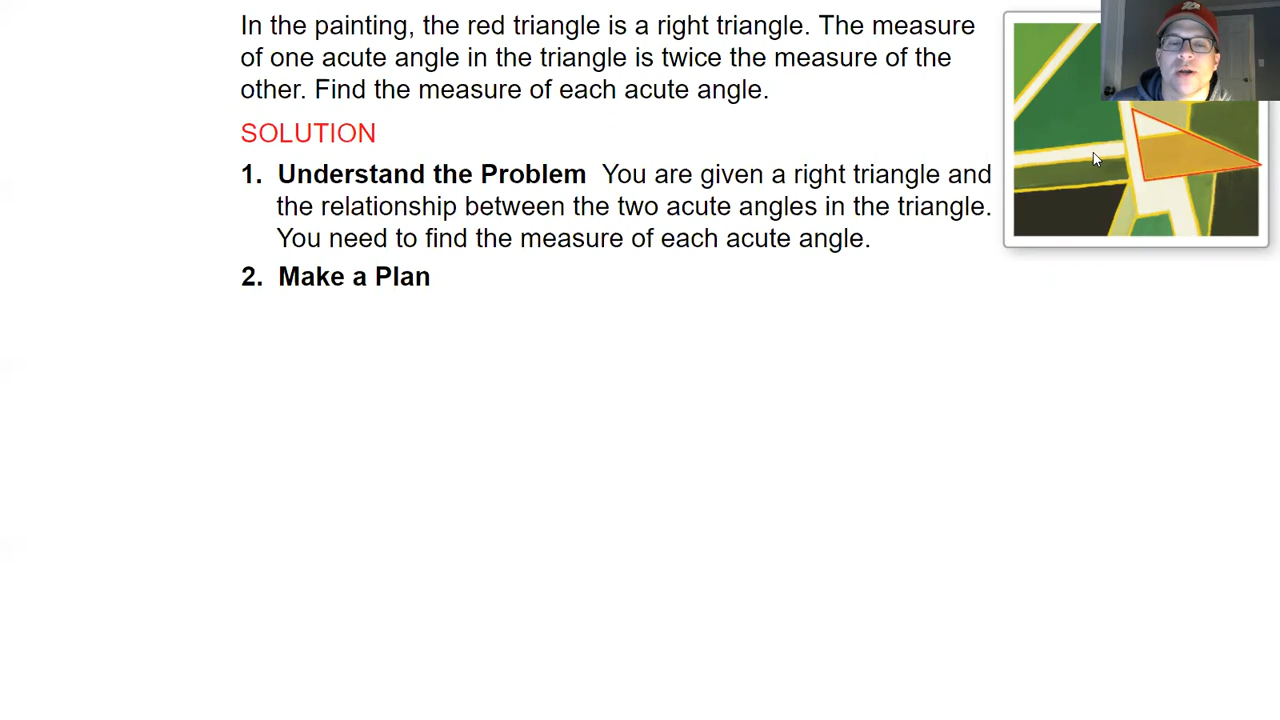 In the painting, the red triangle is a right triangle. The measure
of one acute angle in the triangle is twice the measure of the
other. Find the measure of each acute angle.
SOLUTION
1. Understand the Problem You are given a right triangle and
the relationship between the two acute angles in the triangle.
You need to find the measure of each acute angle.
2. Make a Plan